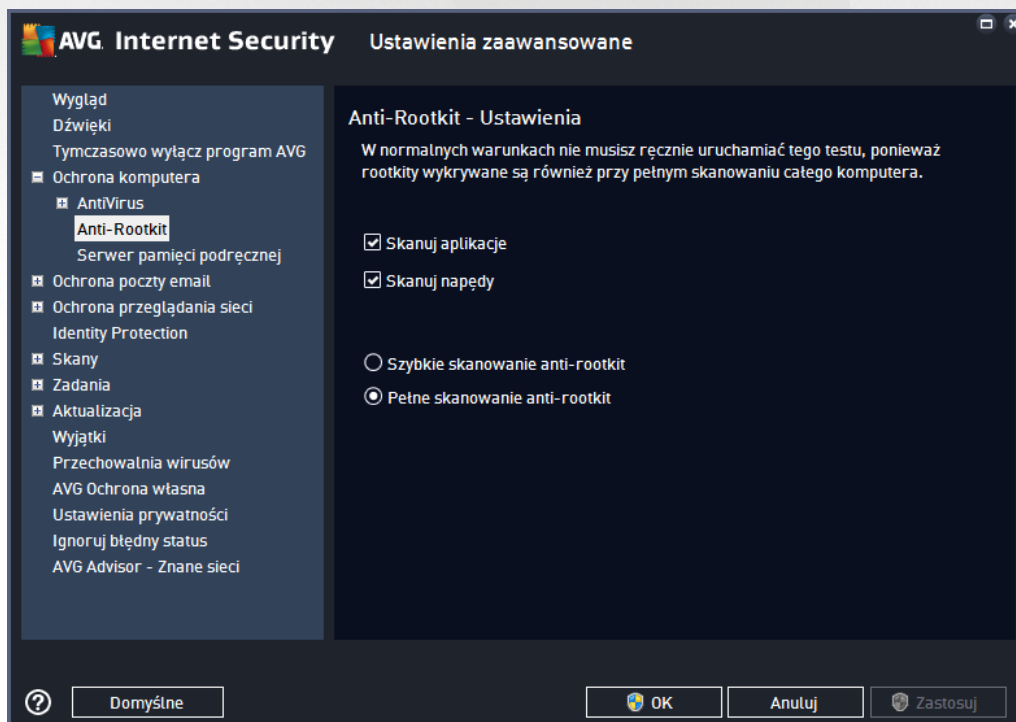 AVG. Internet Security Ustawienia zaawansowane
Wygląd
Dźwięki
Tymczasowo wyłącz program AVG
Ochrona komputera
AntiVirus
Anti-Rootkit
Serwer pamięci podręcznej
Ochrona poczty email
Ochrona przeglądania sieci
Identity Protection
Skany
Zadania
Aktualizacja
Wyjątki
Przechowalnia wirusów
AVG Ochrona własna
Ustawienia prywatności
Ignoruj błędny status
AVG Advisor - Znane sieci
Anti-Rootkit - Ustawienia
W normalnych warunkach nie musisz ręcznie uruchamiać tego testu, ponieważ
rootkity wykrywane są również przy pełnym skanowaniu całego komputera.
Skanuj aplikacje
Skanuj napędy
Szybkie skanowanie anti-rootkit
Pełne skanowanie anti-rootkit
Domyślne
OK
Anuluj
Zastosuj